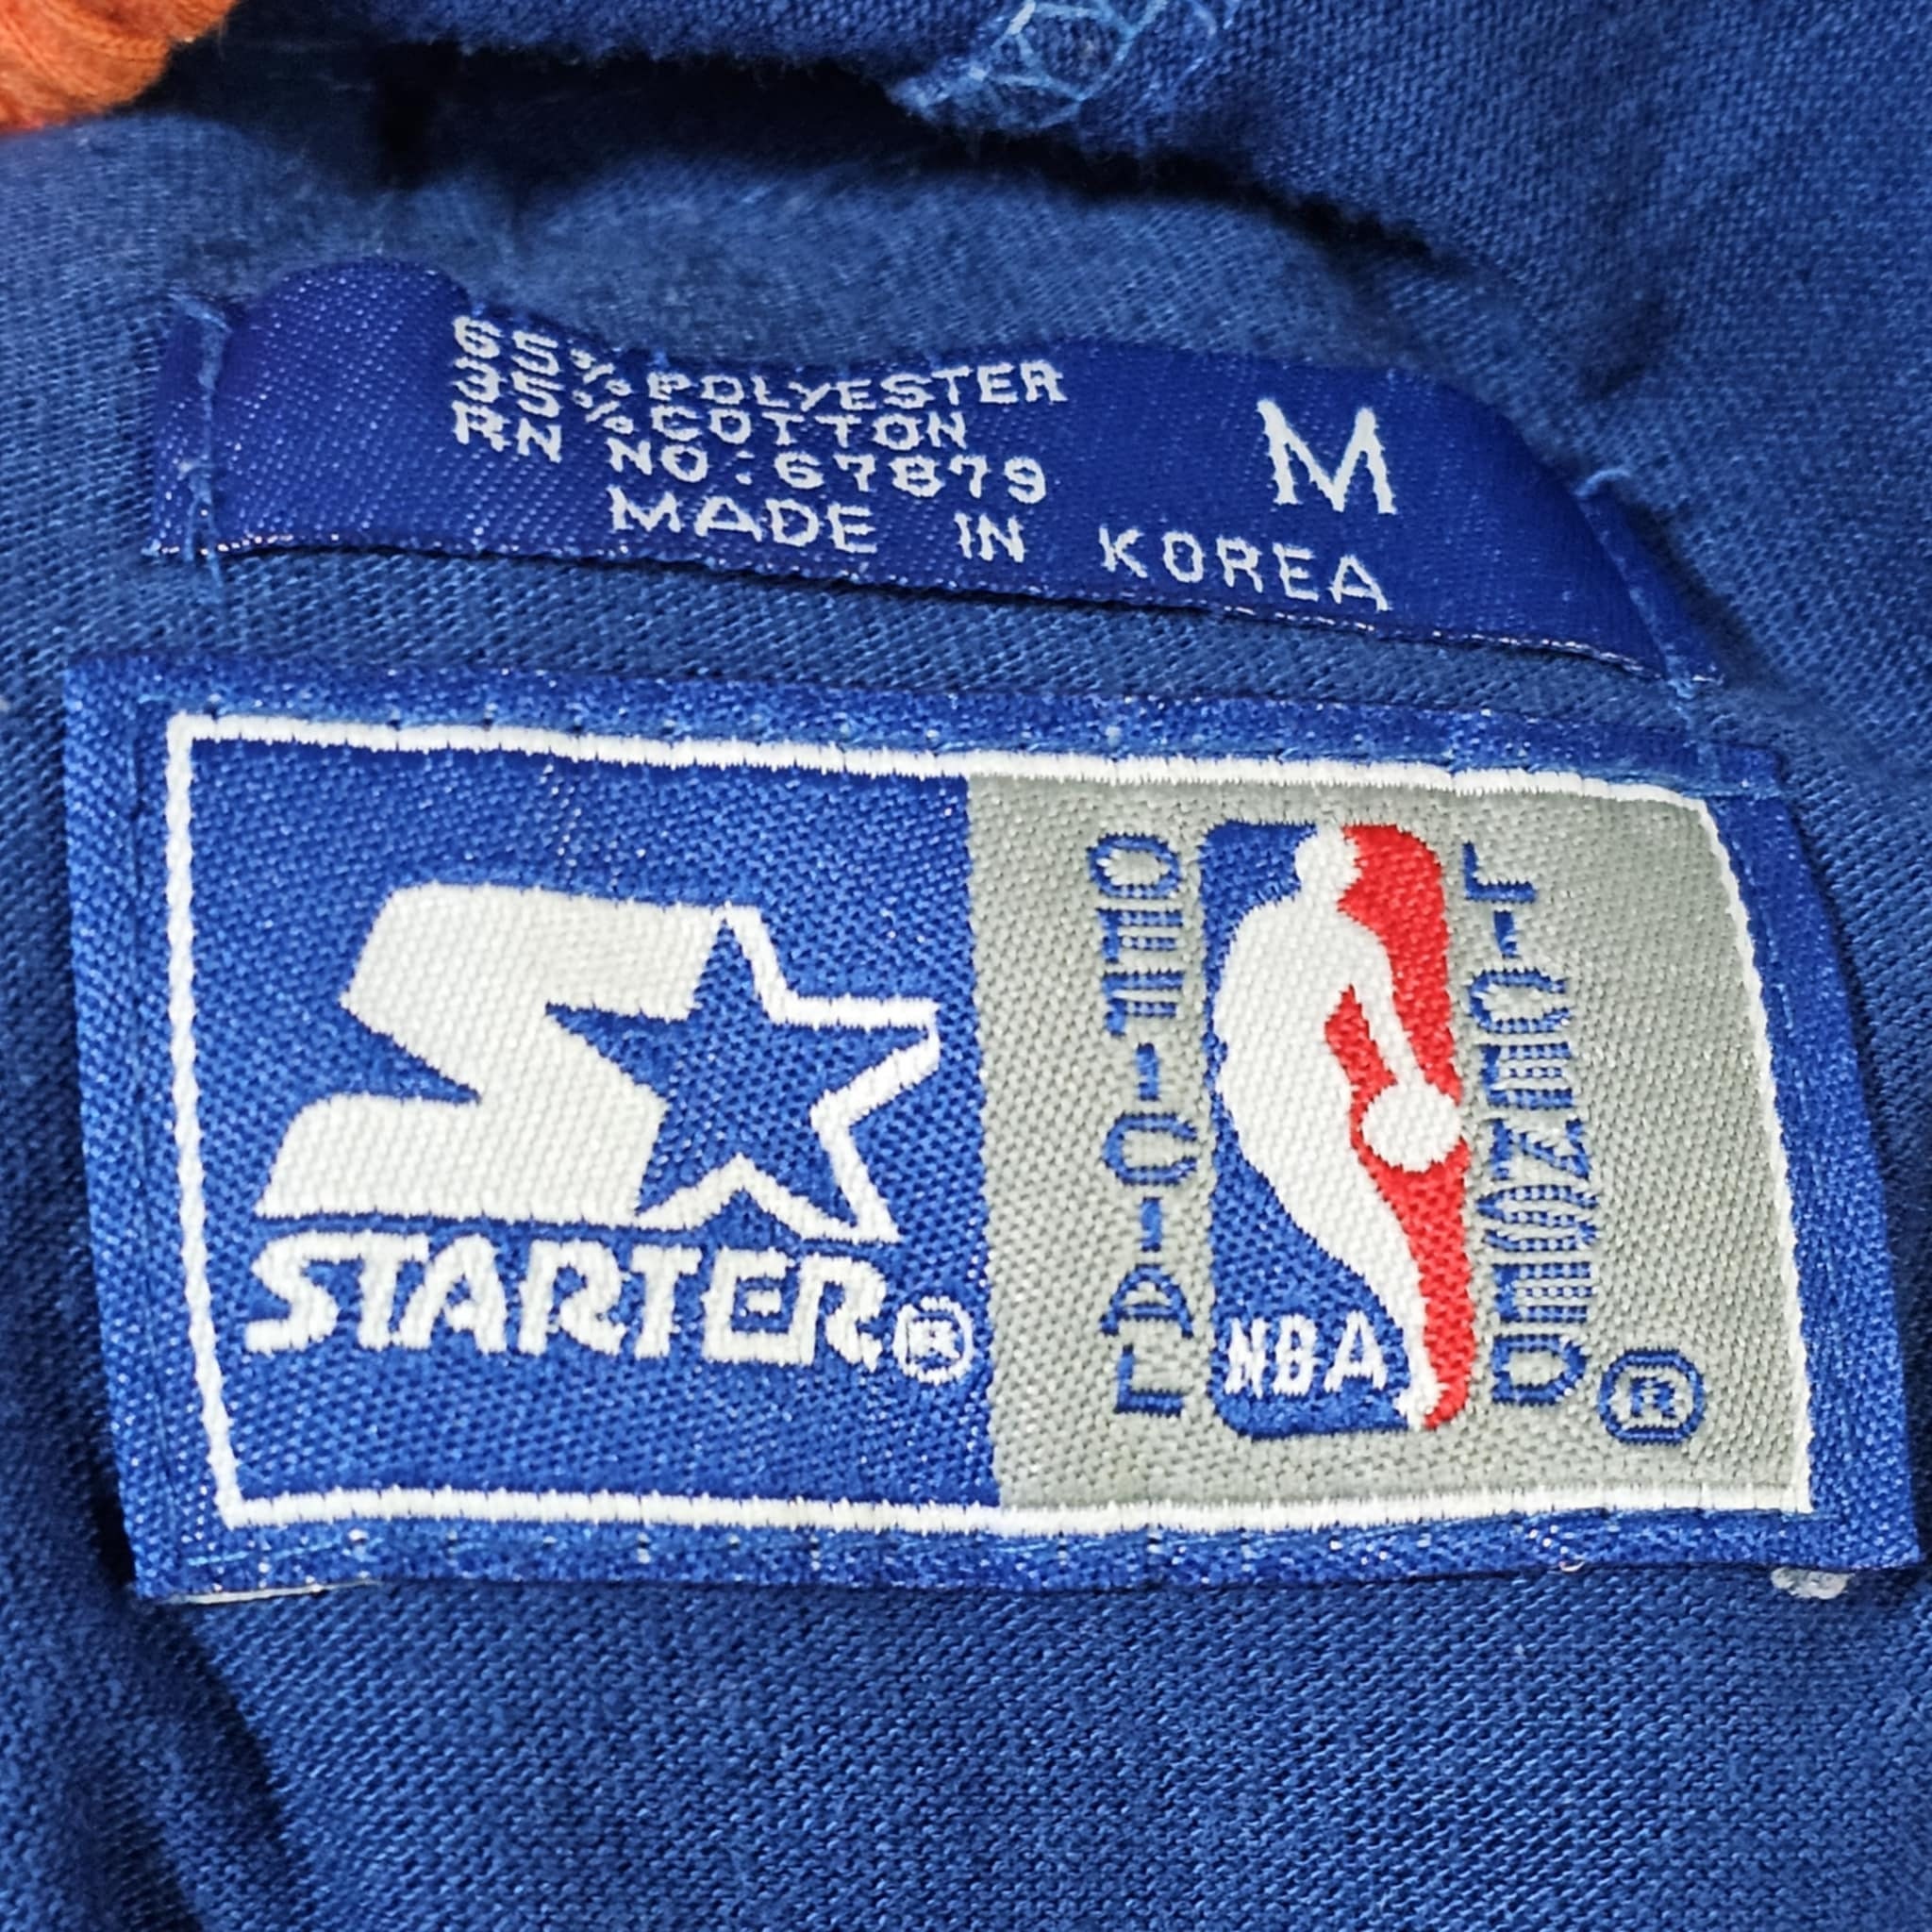 65% POLYESTER
35% COTTON
RN NO.: 67879
M
MADE IN KOREA
STARTER®
OFFICIAL
NBA
LICENSED®